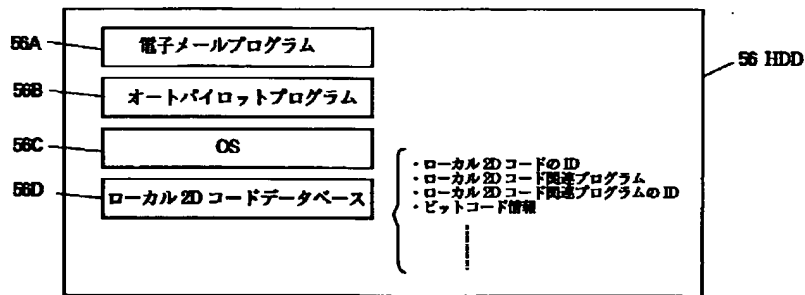 56A
電子メールプログラム
56 HDD
56B
オートパイロットプログラム
56C
OS
56D
ローカル2Dコードデータベース
・ローカル2DコードのID
・ローカル2Dコード関連プログラム
・ローカル2Dコード関連プログラムのID
・ビットコード情報